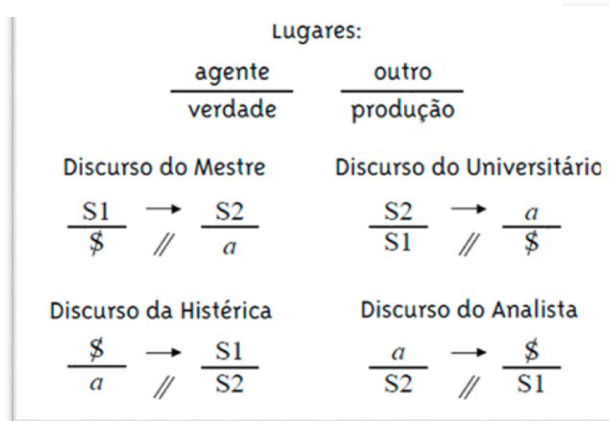 Lugares:
agente outro
verdade produção
Discurso do Mestre Discurso do Universitário
S1 → S2 S2 → a
$ // a S1 // $
Discurso da Histérica Discurso do Analista
$ → S1 a → $
a // S2 S2 // S1